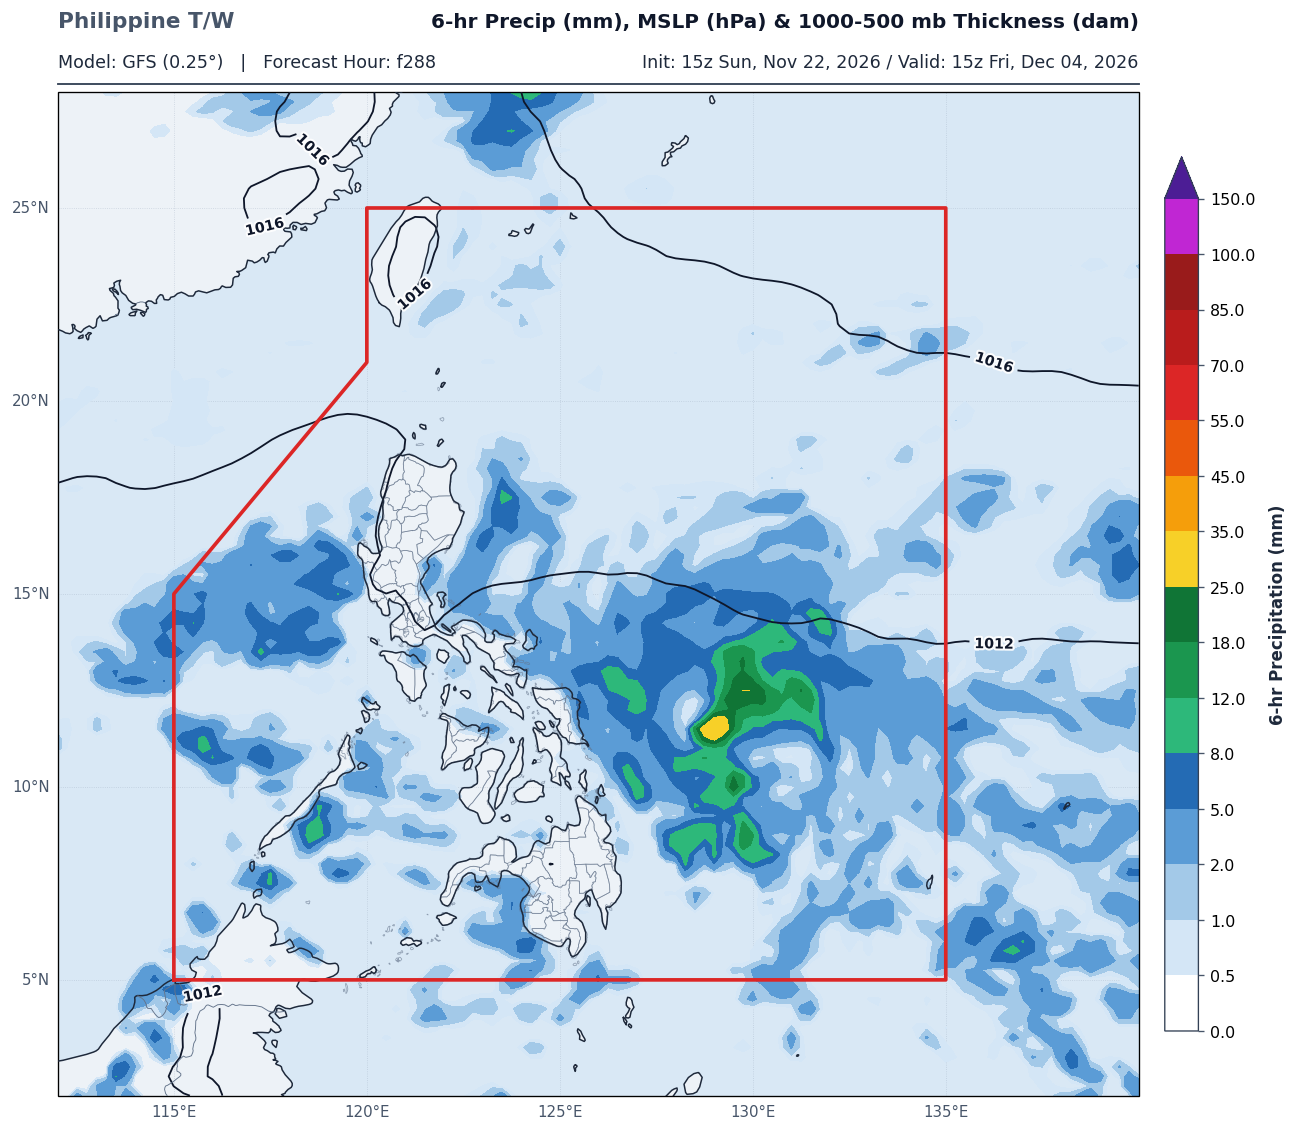 Philippine T/W
6-hr Precip (mm), MSLP (hPa) & 1000-500 mb Thickness (dam)
Model: GFS (0.25°) | Forecast Hour: f288
Init: 15z Sun, Nov 22, 2026 / Valid: 15z Fri, Dec 04, 2026
1016
1016
1016
1016
1012
1012
25°N
20°N
15°N
10°N
5°N
115°E
120°E
125°E
130°E
135°E
150.0
100.0
85.0
70.0
55.0
45.0
35.0
25.0
18.0
12.0
8.0
5.0
2.0
1.0
0.5
0.0
6-hr Precipitation (mm)